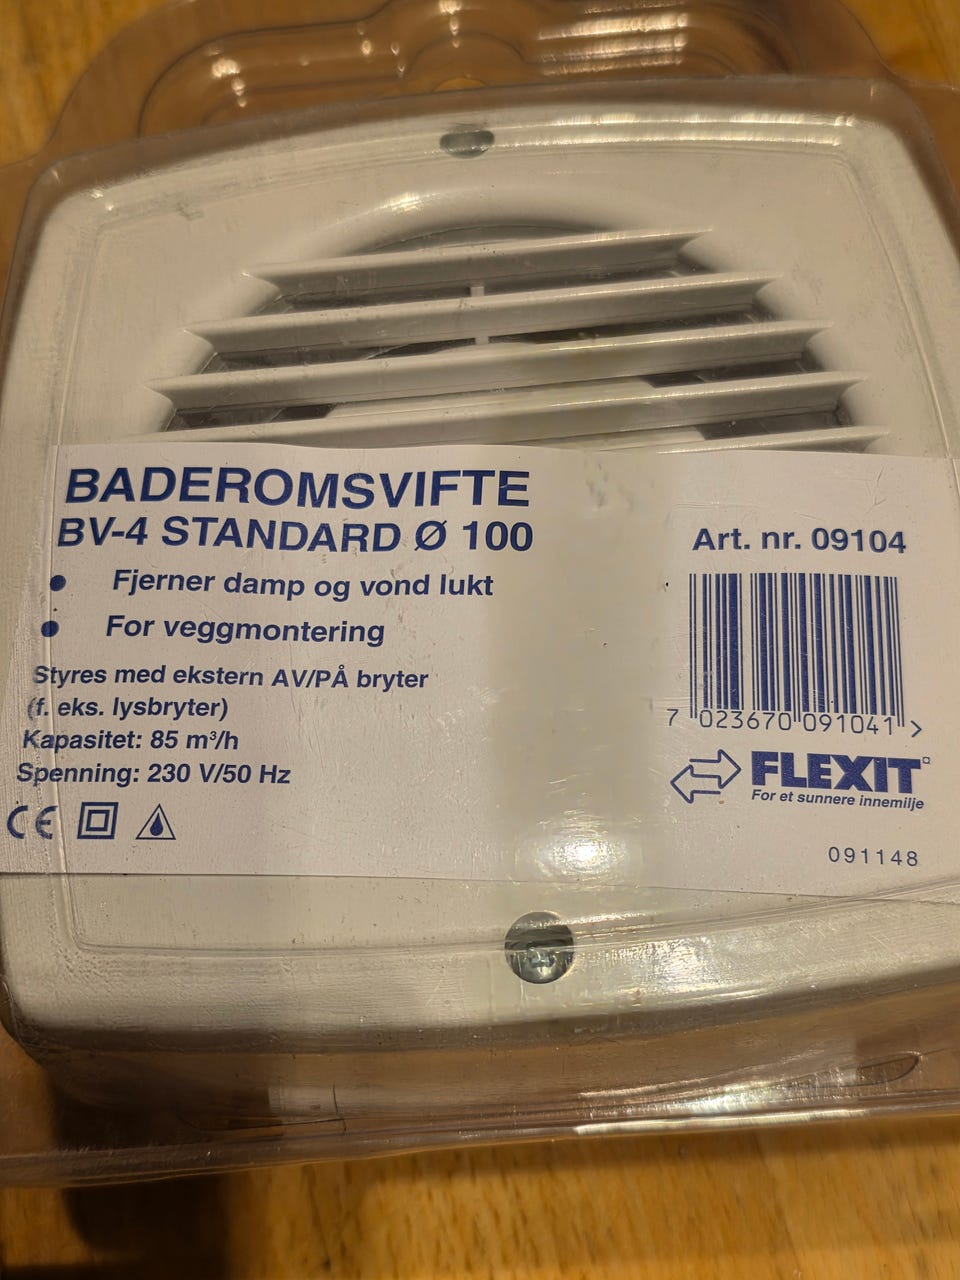 BADEROMSVIFTE
BV-4 STANDARD Ø 100
• Fjerner damp og vond lukt
• For veggmontering
Styres med ekstern AV/PÅ bryter
(f. eks. lysbryter)
Kapasitet: 85 m³/h
Spenning: 230 V/50 Hz
CE
Art. nr. 09104
7 023670 091041 >
FLEXIT
For et sunnere innemilje
091148